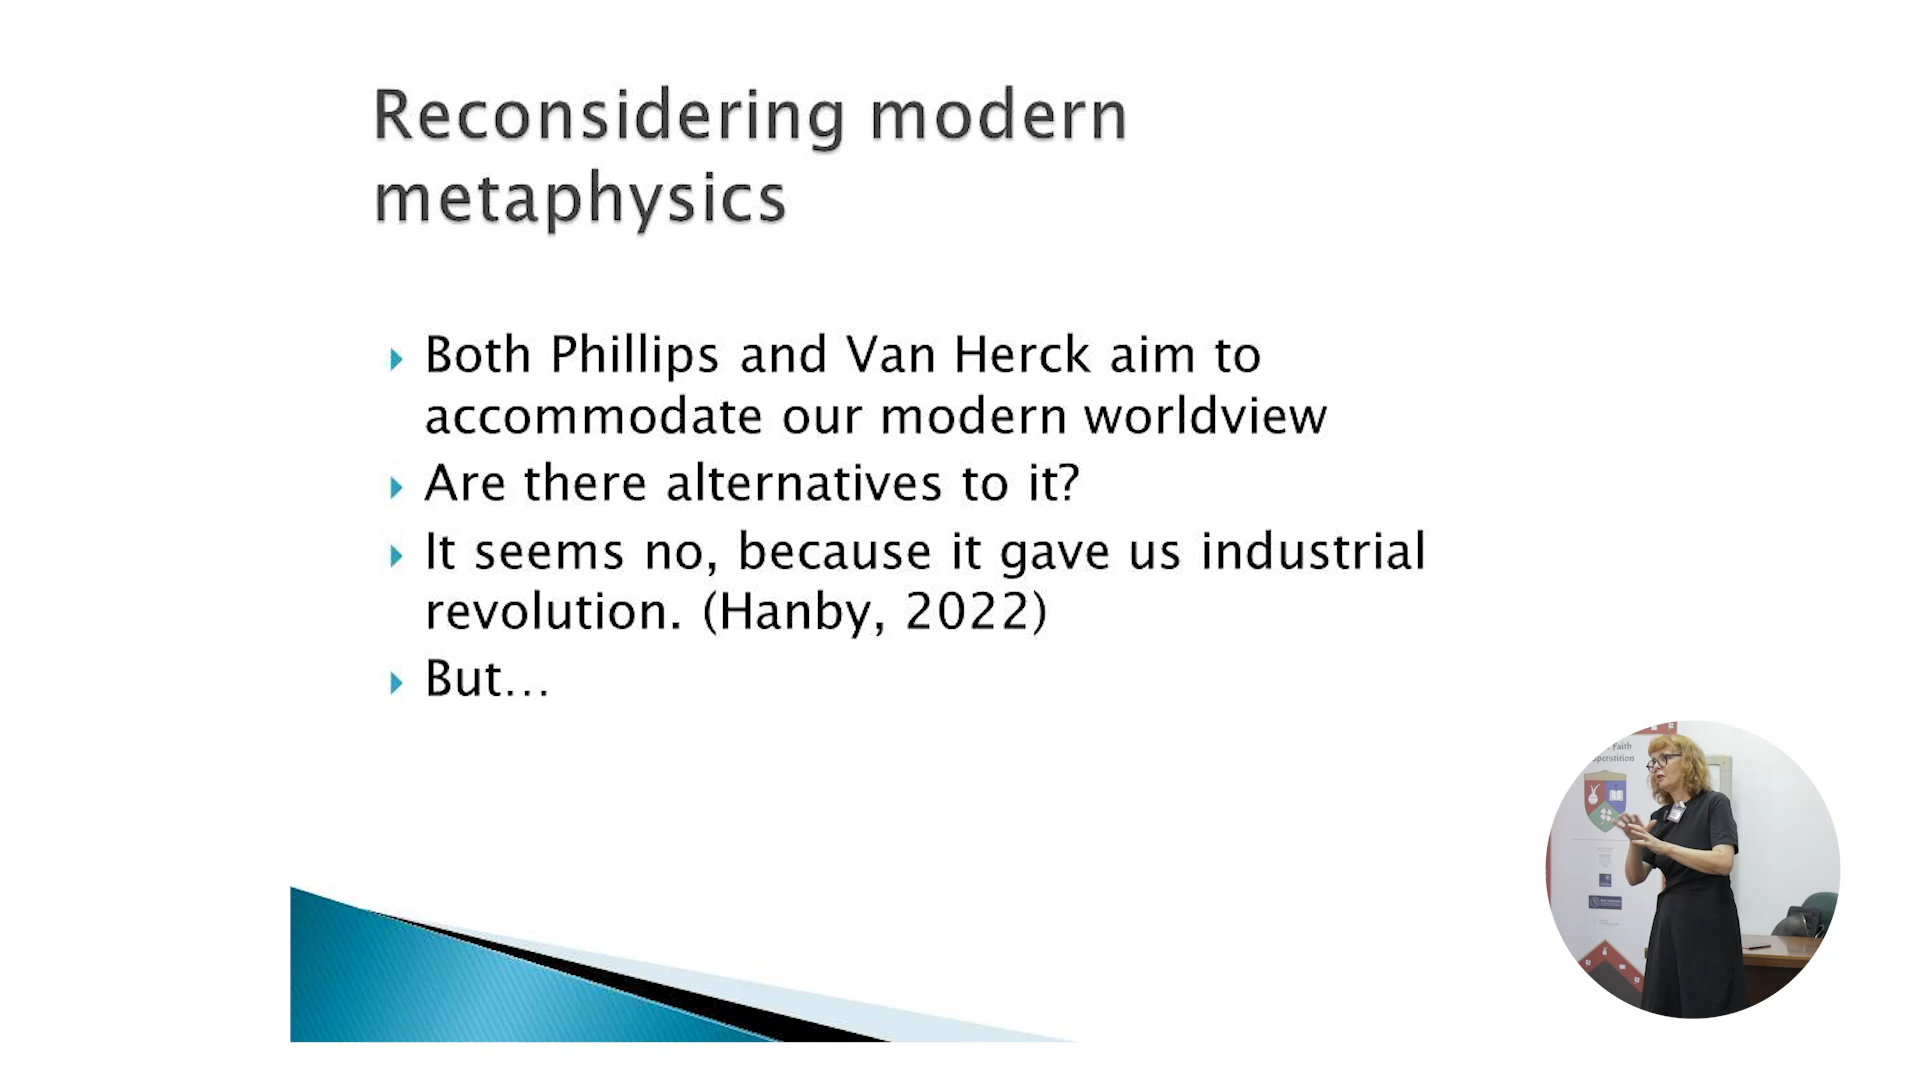 Reconsidering modern
metaphysics
Both Phillips and Van Herck aim to
accommodate our modern worldview
Are there alternatives to it?
It seems no, because it gave us industrial
revolution. (Hanby, 2022)
But…
Faith